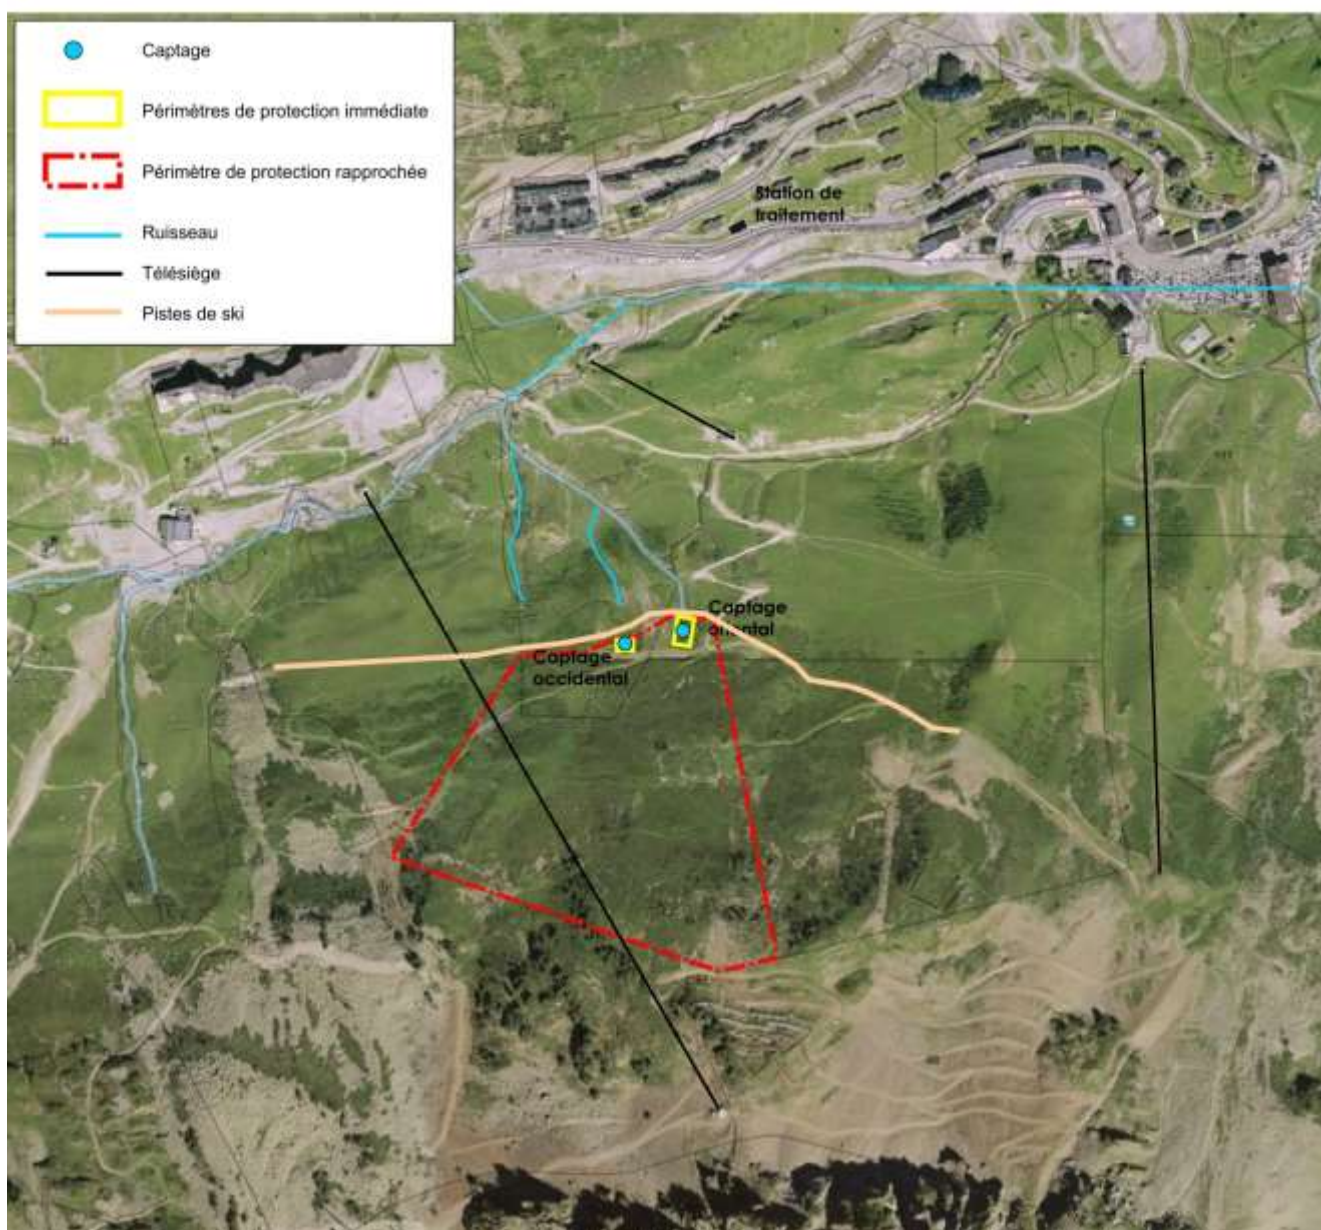 Captage
Périmètres de protection immédiate
Périmètre de protection rapprochée
Ruisseau
Télésiège
Pistes de ski
Station de
traitement
Captage
oriental
Captage
occidental